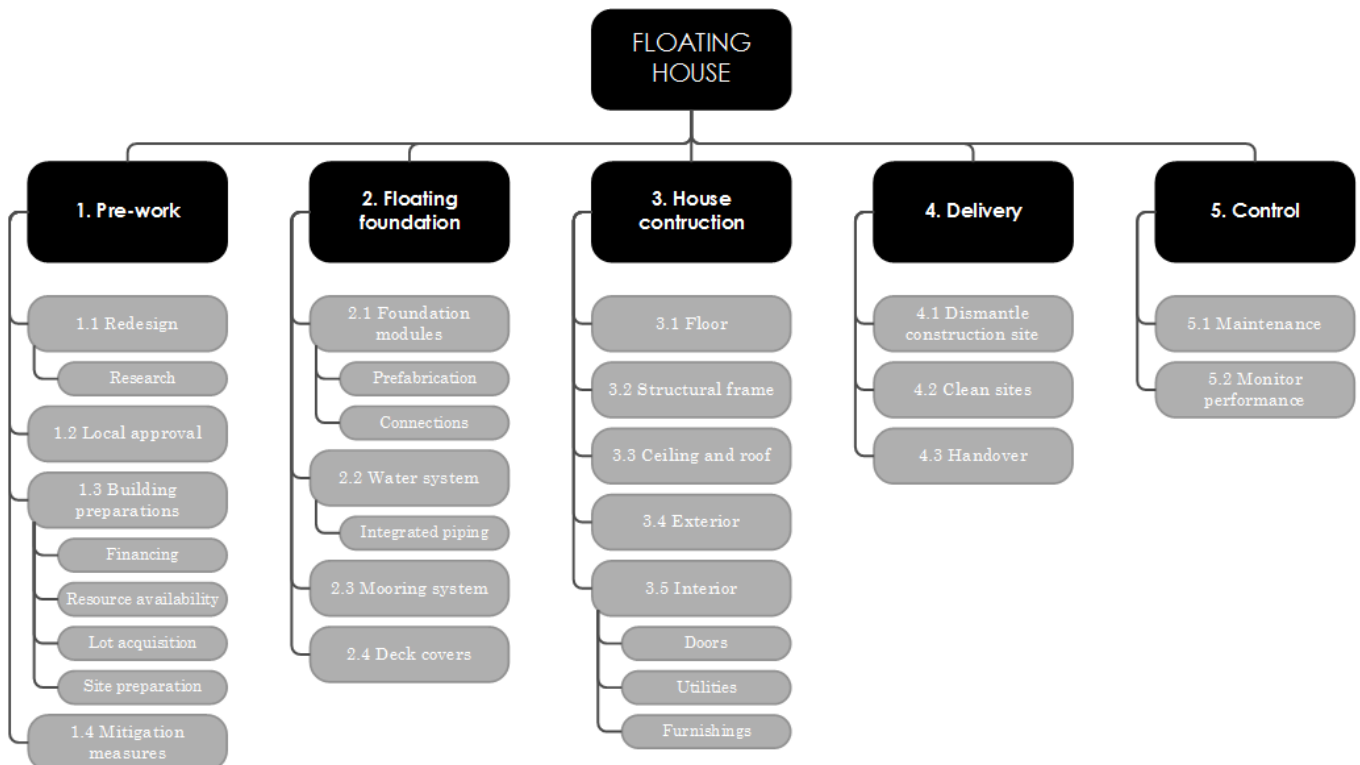 FLOATING
HOUSE
1. Pre-work
1.1 Redesign
Research
1.2 Local approval
1.3 Building
preparations
Financing
Resource availability
Lot acquisition
Site preparation
1.4 Mitigation
measures
2. Floating
foundation
2.1 Foundation
modules
Prefabrication
Connections
2.2 Water system
Integrated piping
2.3 Mooring system
2.4 Deck covers
3. House
contruction
3.1 Floor
3.2 Structural frame
3.3 Ceiling and roof
3.4 Exterior
3.5 Interior
Doors
Utilities
Furnishings
4. Delivery
4.1 Dismantle
construction site
4.2 Clean sites
4.3 Handover
5. Control
5.1 Maintenance
5.2 Monitor
performance